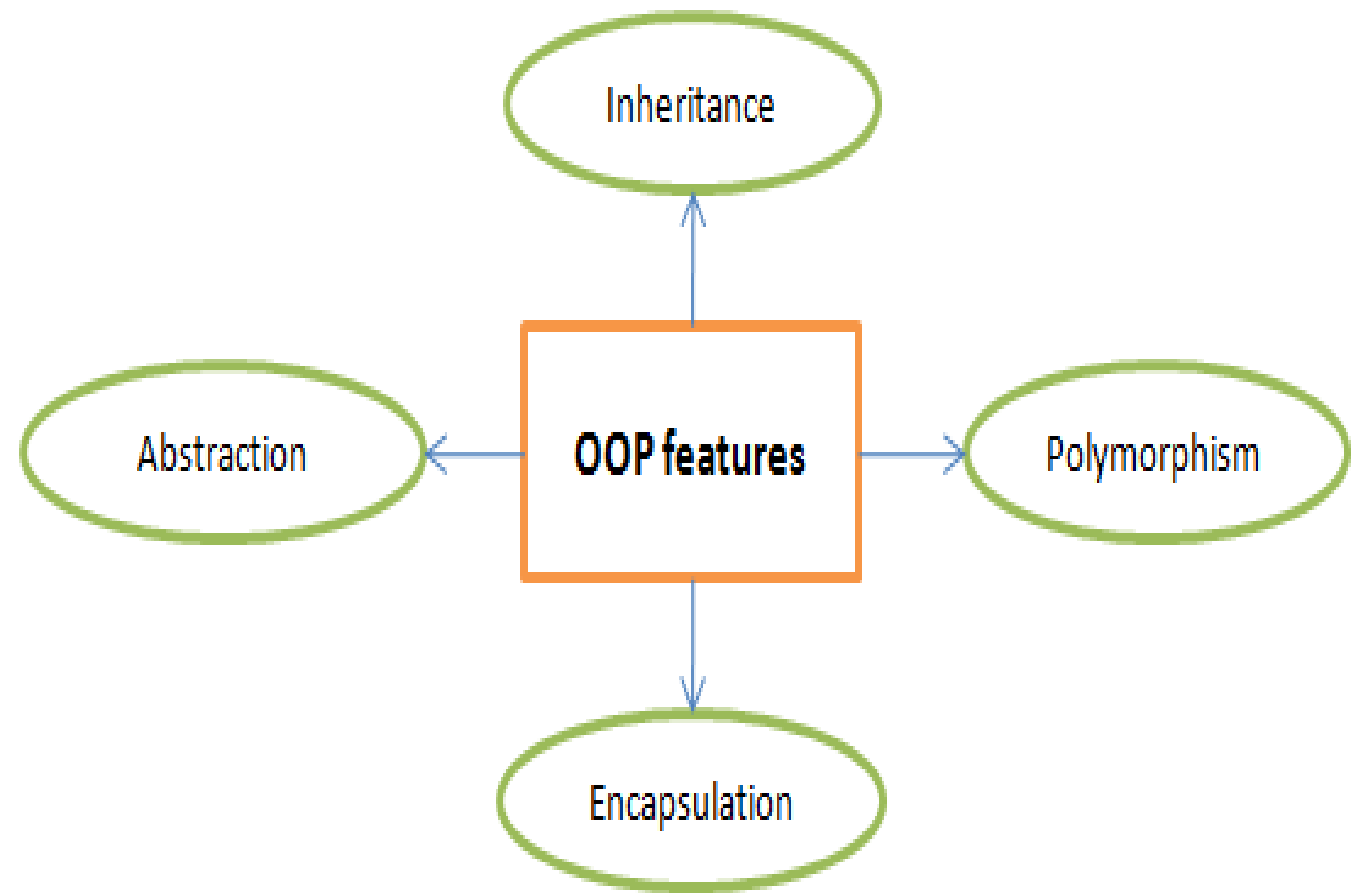 Inheritance
Abstraction
OOP features
Polymorphism
Encapsulation